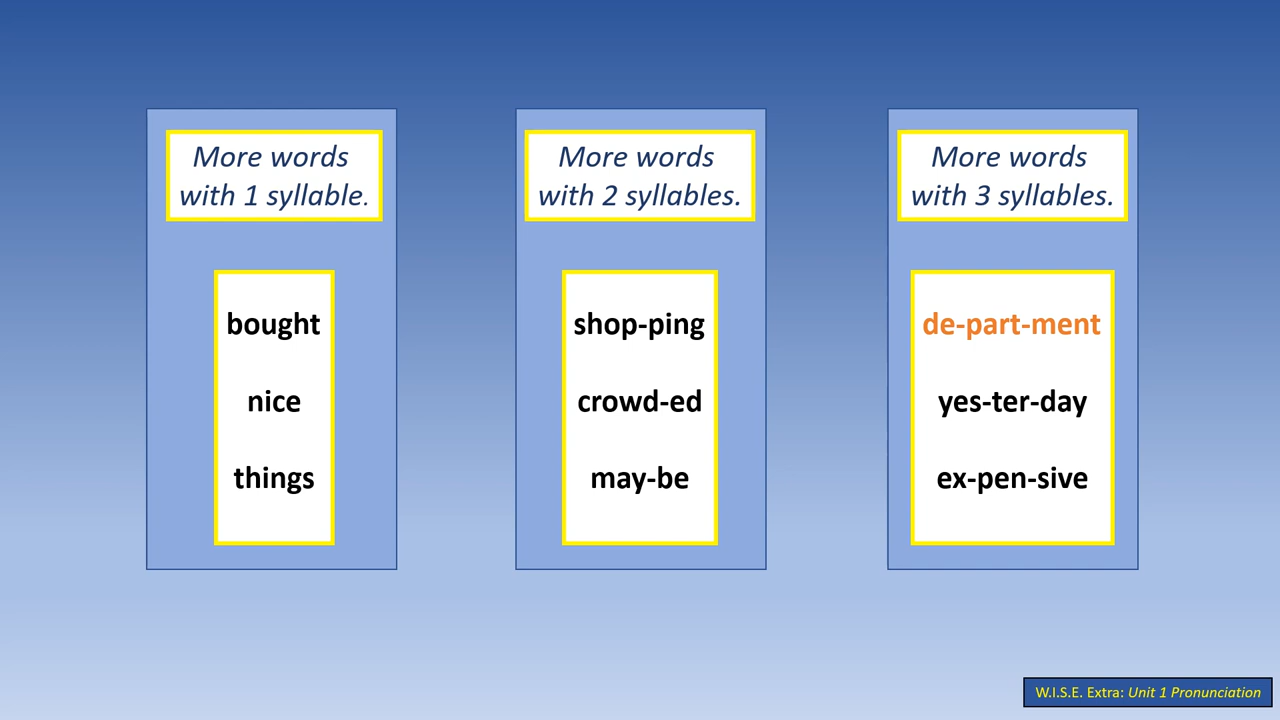 More words
with 1 syllable.
bought
nice
things
More words
with 2 syllables.
shop-ping
crowd-ed
may-be
More words
with 3 syllables.
de-part-ment
yes-ter-day
ex-pen-sive
W.I.S.E. Extra: Unit 1 Pronunciation